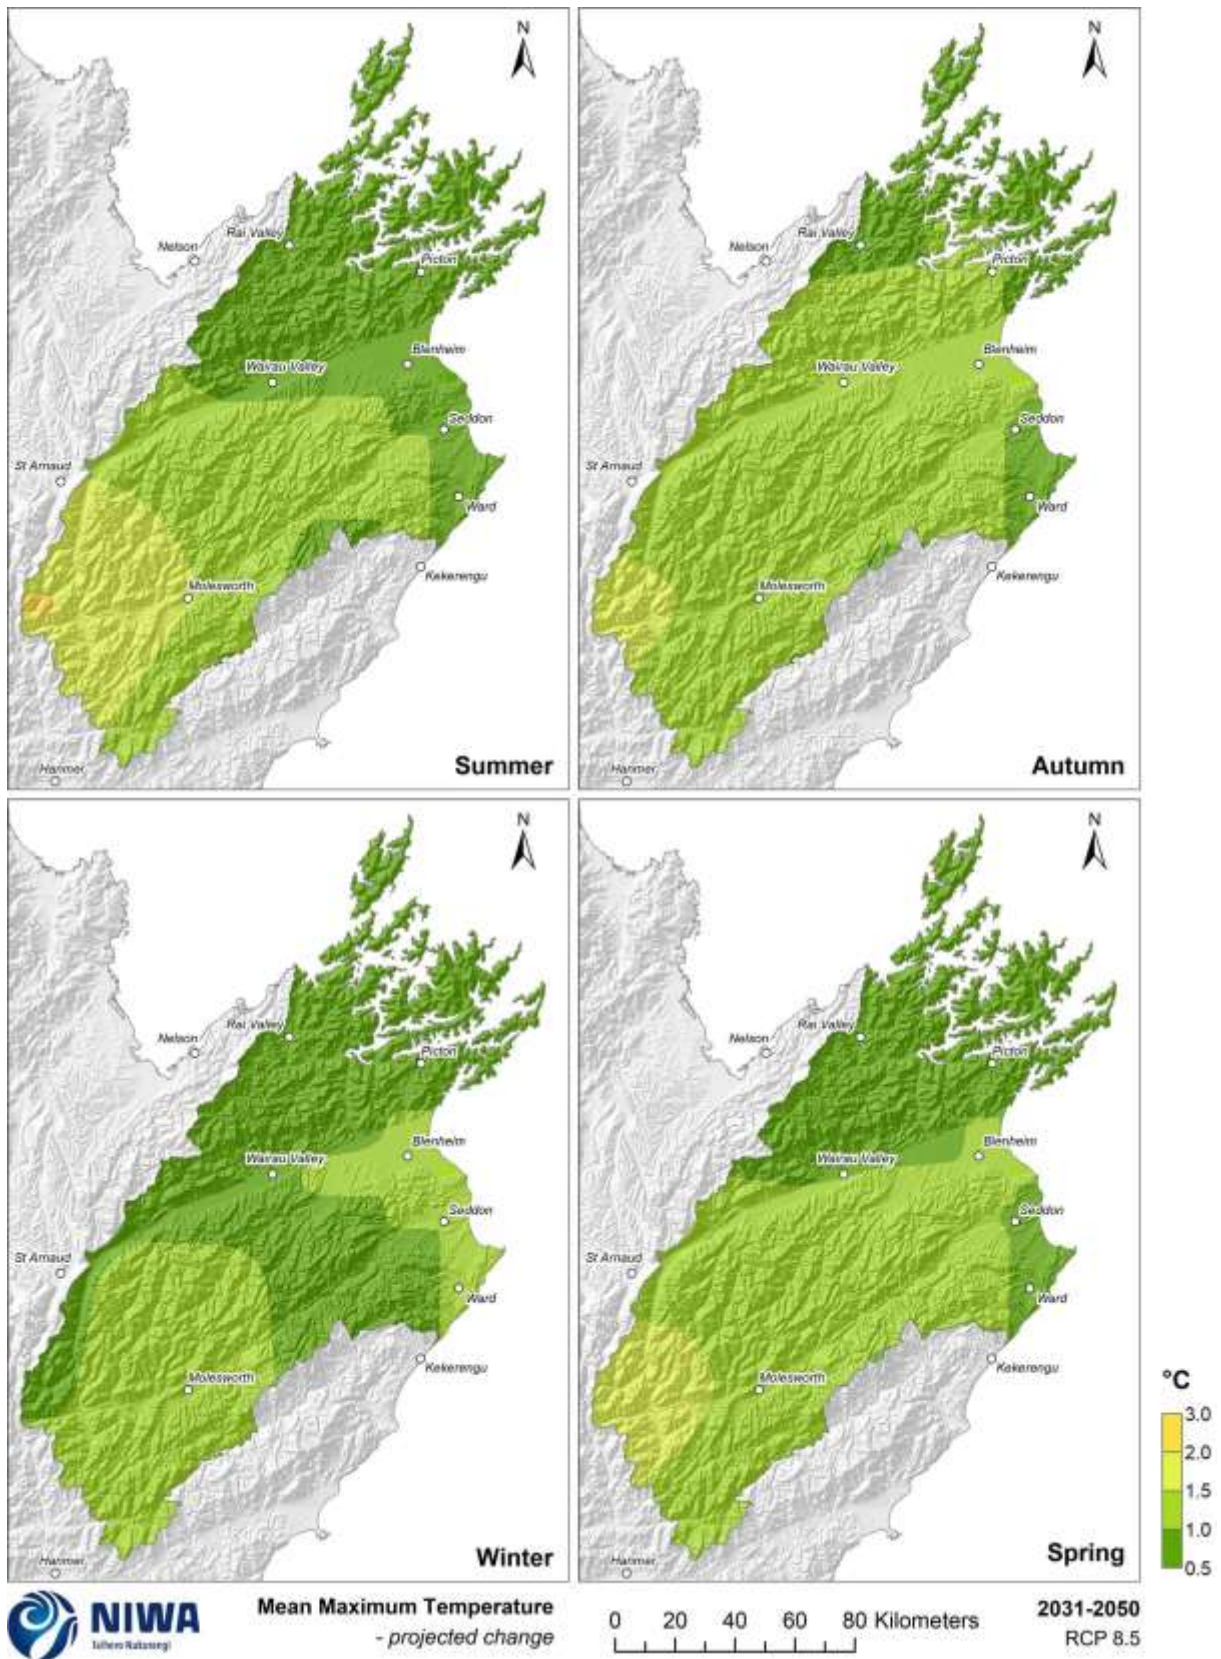 N
Rai Valley
Nelson
Picton
Blenheim
Wairau Valley
Seddon
St Arnaud
Ward
Kekerengu
Molesworth
Hanmer
Summer
N
Rai Valley
Nelson
Picton
Blenheim
Wairau Valley
Seddon
St Arnaud
Ward
Kekerengu
Molesworth
Hanmer
Autumn
N
Rai Valley
Nelson
Picton
Blenheim
Wairau Valley
Seddon
St Arnaud
Ward
Kekerengu
Molesworth
Hanmer
Winter
N
Rai Valley
Nelson
Picton
Blenheim
Wairau Valley
Seddon
St Arnaud
Ward
Kekerengu
Molesworth
Hanmer
Spring
°C
3.0
2.0
1.5
1.0
0.5
NIWA
Taihoro Nukurangi
Mean Maximum Temperature
- projected change
0 20 40 60 80 Kilometers
2031-2050
RCP 8.5